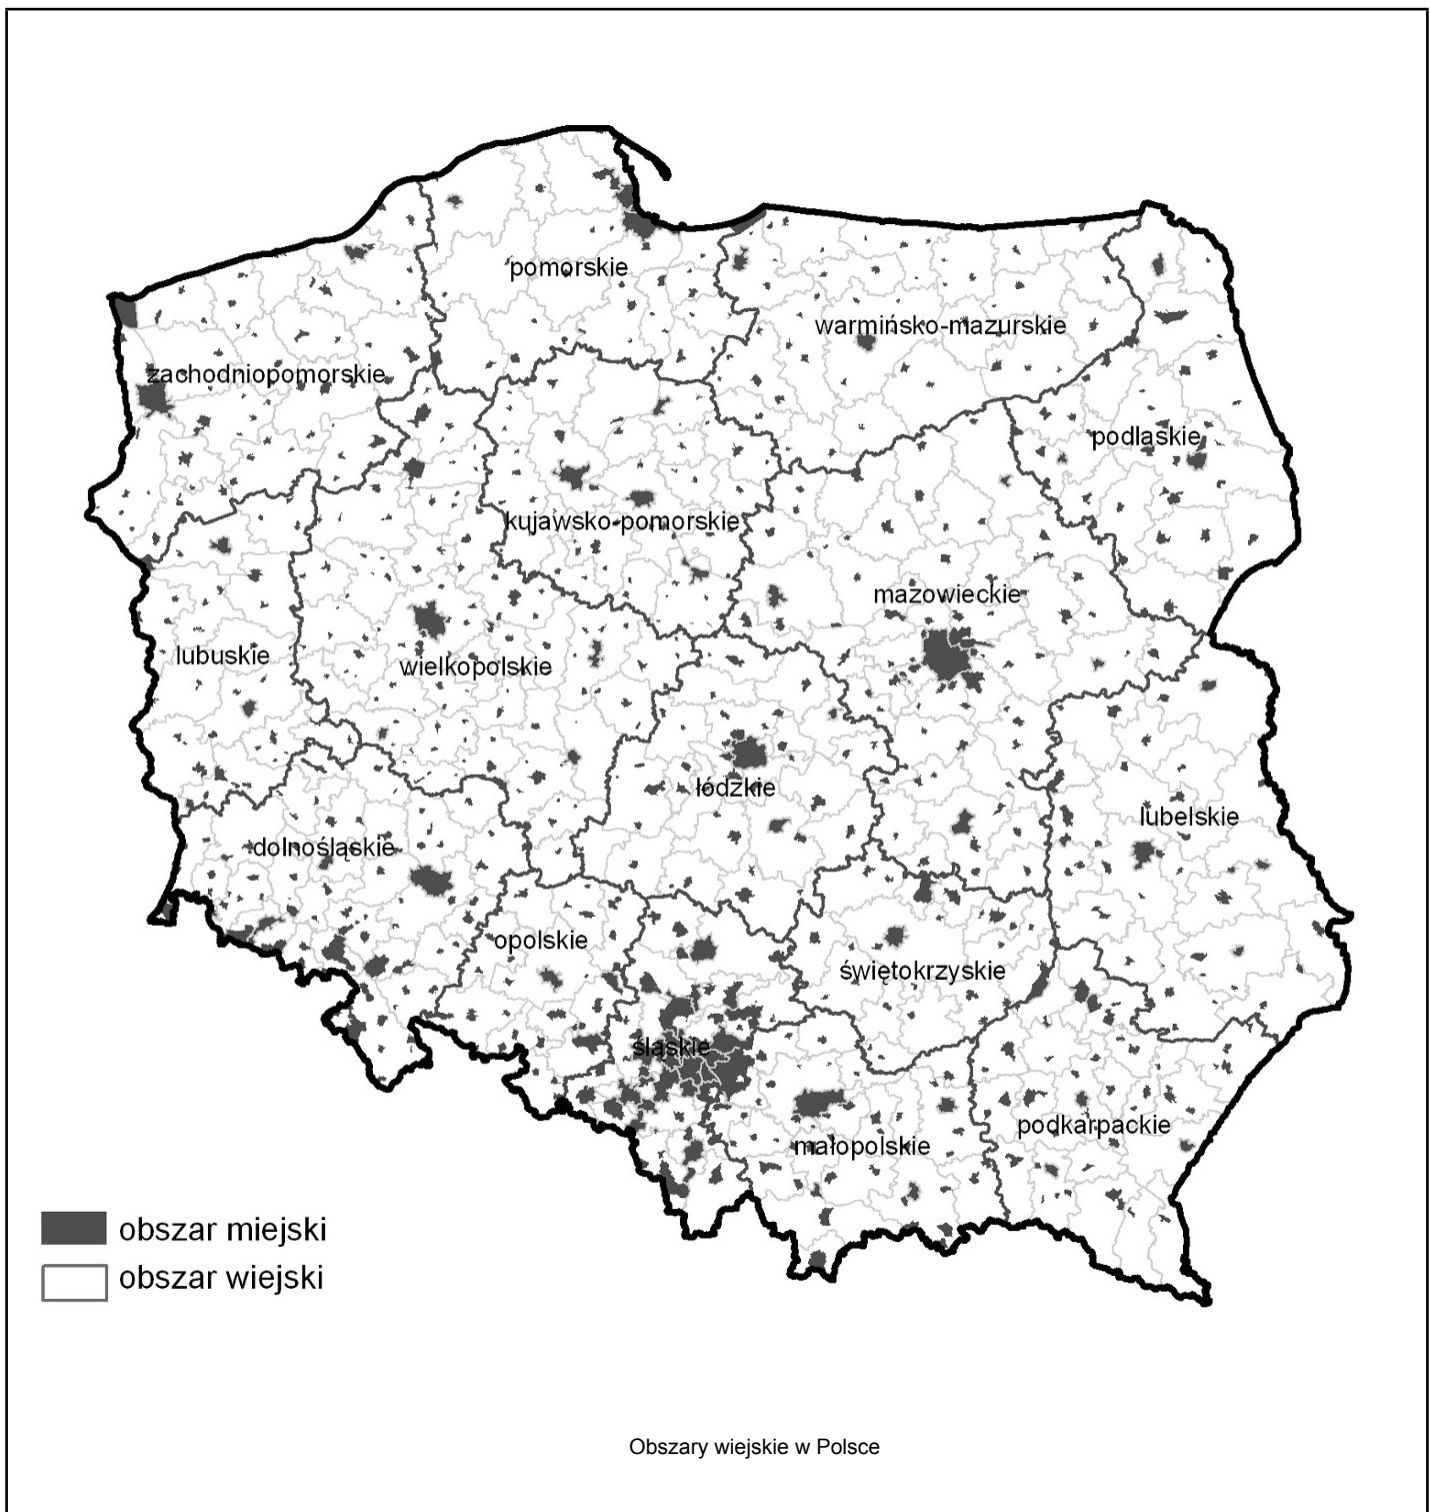 pomorskie
warmińsko-mazurskie
zachodniopomorskie
podlaskie
kujawsko-pomorskie
mazowieckie
lubuskie
wielkopolskie
łódzkie
lubelskie
dolnośląskie
opolskie
świętokrzyskie
śląskie
podkarpackie
małopolskie
obszar miejski
obszar wiejski
Obszary wiejskie w Polsce